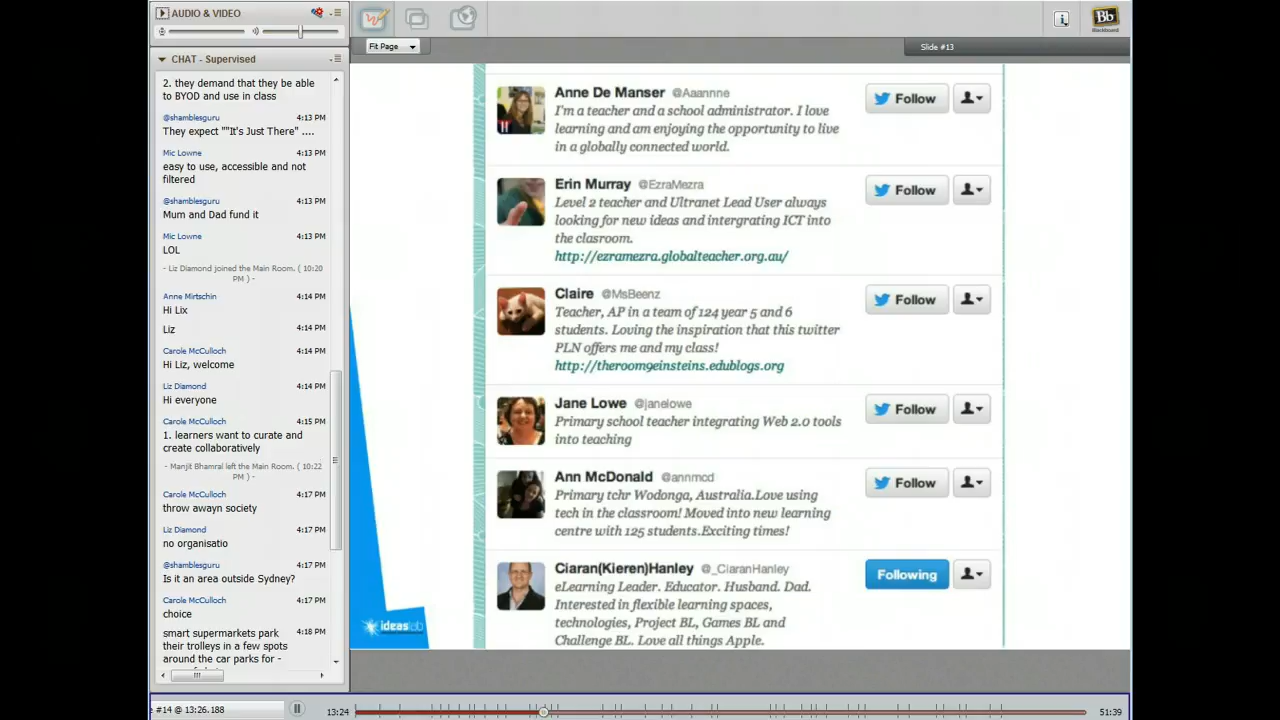 AUDIO & VIDEO
CHAT - Supervised
2. they demand that they be able
to BYOD and use in class
@shamblesguru 4:13 PM
They expect ""It's Just There" ....
Mic Lowne 4:13 PM
easy to use, accessible and not
filtered
@shamblesguru 4:13 PM
Mum and Dad fund it
Mic Lowne 4:13 PM
LOL
- Liz Diamond joined the Main Room. ( 10:20
PM ) -
Anne Mirtschin 4:14 PM
Hi Lix
Liz 4:14 PM
Carole McCulloch 4:14 PM
Hi Liz, welcome
Liz Diamond 4:14 PM
Hi everyone
Carole McCulloch 4:15 PM
1. learners want to curate and
create collaboratively
- Manjit Bhamral left the Main Room. ( 10:22
PM ) -
Carole McCulloch 4:17 PM
throw awayn society
Liz Diamond 4:17 PM
no organisatio
@shamblesguru 4:17 PM
Is it an area outside Sydney?
Carole McCulloch 4:17 PM
choice
smart supermarkets park 4:18 PM
their trolleys in a few spots
around the car parks for -
Fit Page
Slide #13
Bb
Blackboard
Anne De Manser @Aaannne
I'm a teacher and a school administrator. I love
learning and am enjoying the opportunity to live
in a globally connected world.
Follow
Erin Murray @EzraMezra
Level 2 teacher and Ultranet Lead User always
looking for new ideas and intergrating ICT into
the clasroom.
http://ezramezra.globalteacher.org.au/
Follow
Claire @MsBeenz
Teacher, AP in a team of 124 year 5 and 6
students. Loving the inspiration that this twitter
PLN offers me and my class!
http://theroom9einsteins.edublogs.org
Follow
Jane Lowe @janelowe
Primary school teacher integrating Web 2.0 tools
into teaching
Follow
Ann McDonald @annmcd
Primary tchr Wodonga, Australia.Love using
tech in the classroom! Moved into new learning
centre with 125 students.Exciting times!
Follow
Ciaran(Kieren)Hanley @_CiaranHanley
eLearning Leader. Educator. Husband. Dad.
Interested in flexible learning spaces,
technologies, Project BL, Games BL and
Challenge BL. Love all things Apple.
Following
ideaslab
#14 @ 13:26.188
13:24
51:39